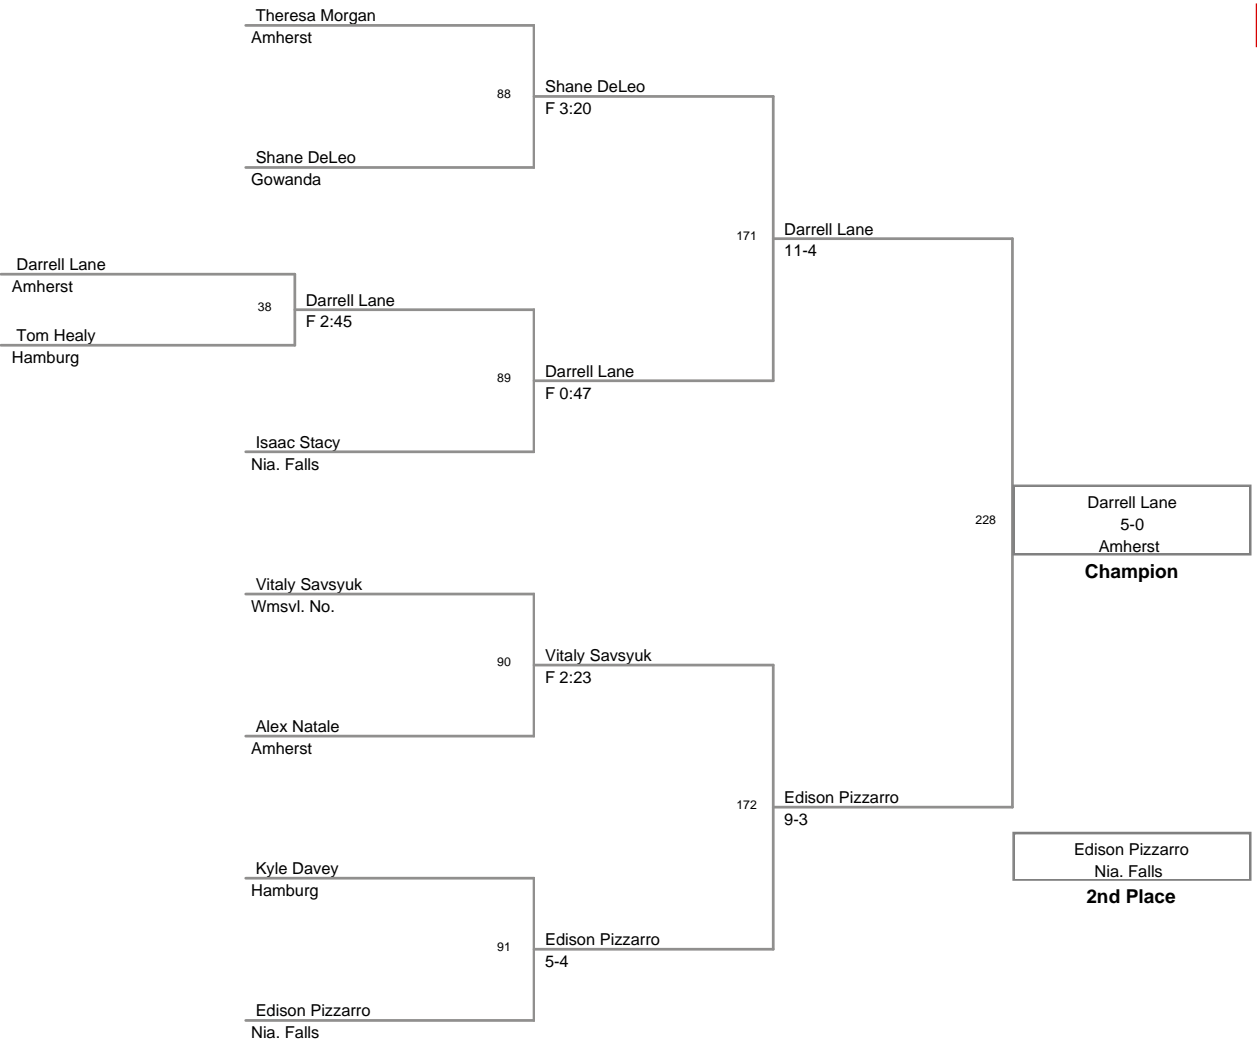 Theresa Morgan
Amherst
88
Shane DeLeo
F 3:20
Shane DeLeo
Gowanda
171
Darrell Lane
11-4
Darrell Lane
Amherst
38
Darrell Lane
F 2:45
Tom Healy
Hamburg
89
Darrell Lane
F 0:47
Isaac Stacy
Nia. Falls
228
Darrell Lane
5-0
Amherst
Champion
Vitaly Savsyuk
Wmsvl. No.
90
Vitaly Savsyuk
F 2:23
Alex Natale
Amherst
172
Edison Pizzarro
9-3
Edison Pizzarro
Nia. Falls
2nd Place
Kyle Davey
Hamburg
91
Edison Pizzarro
5-4
Edison Pizzarro
Nia. Falls